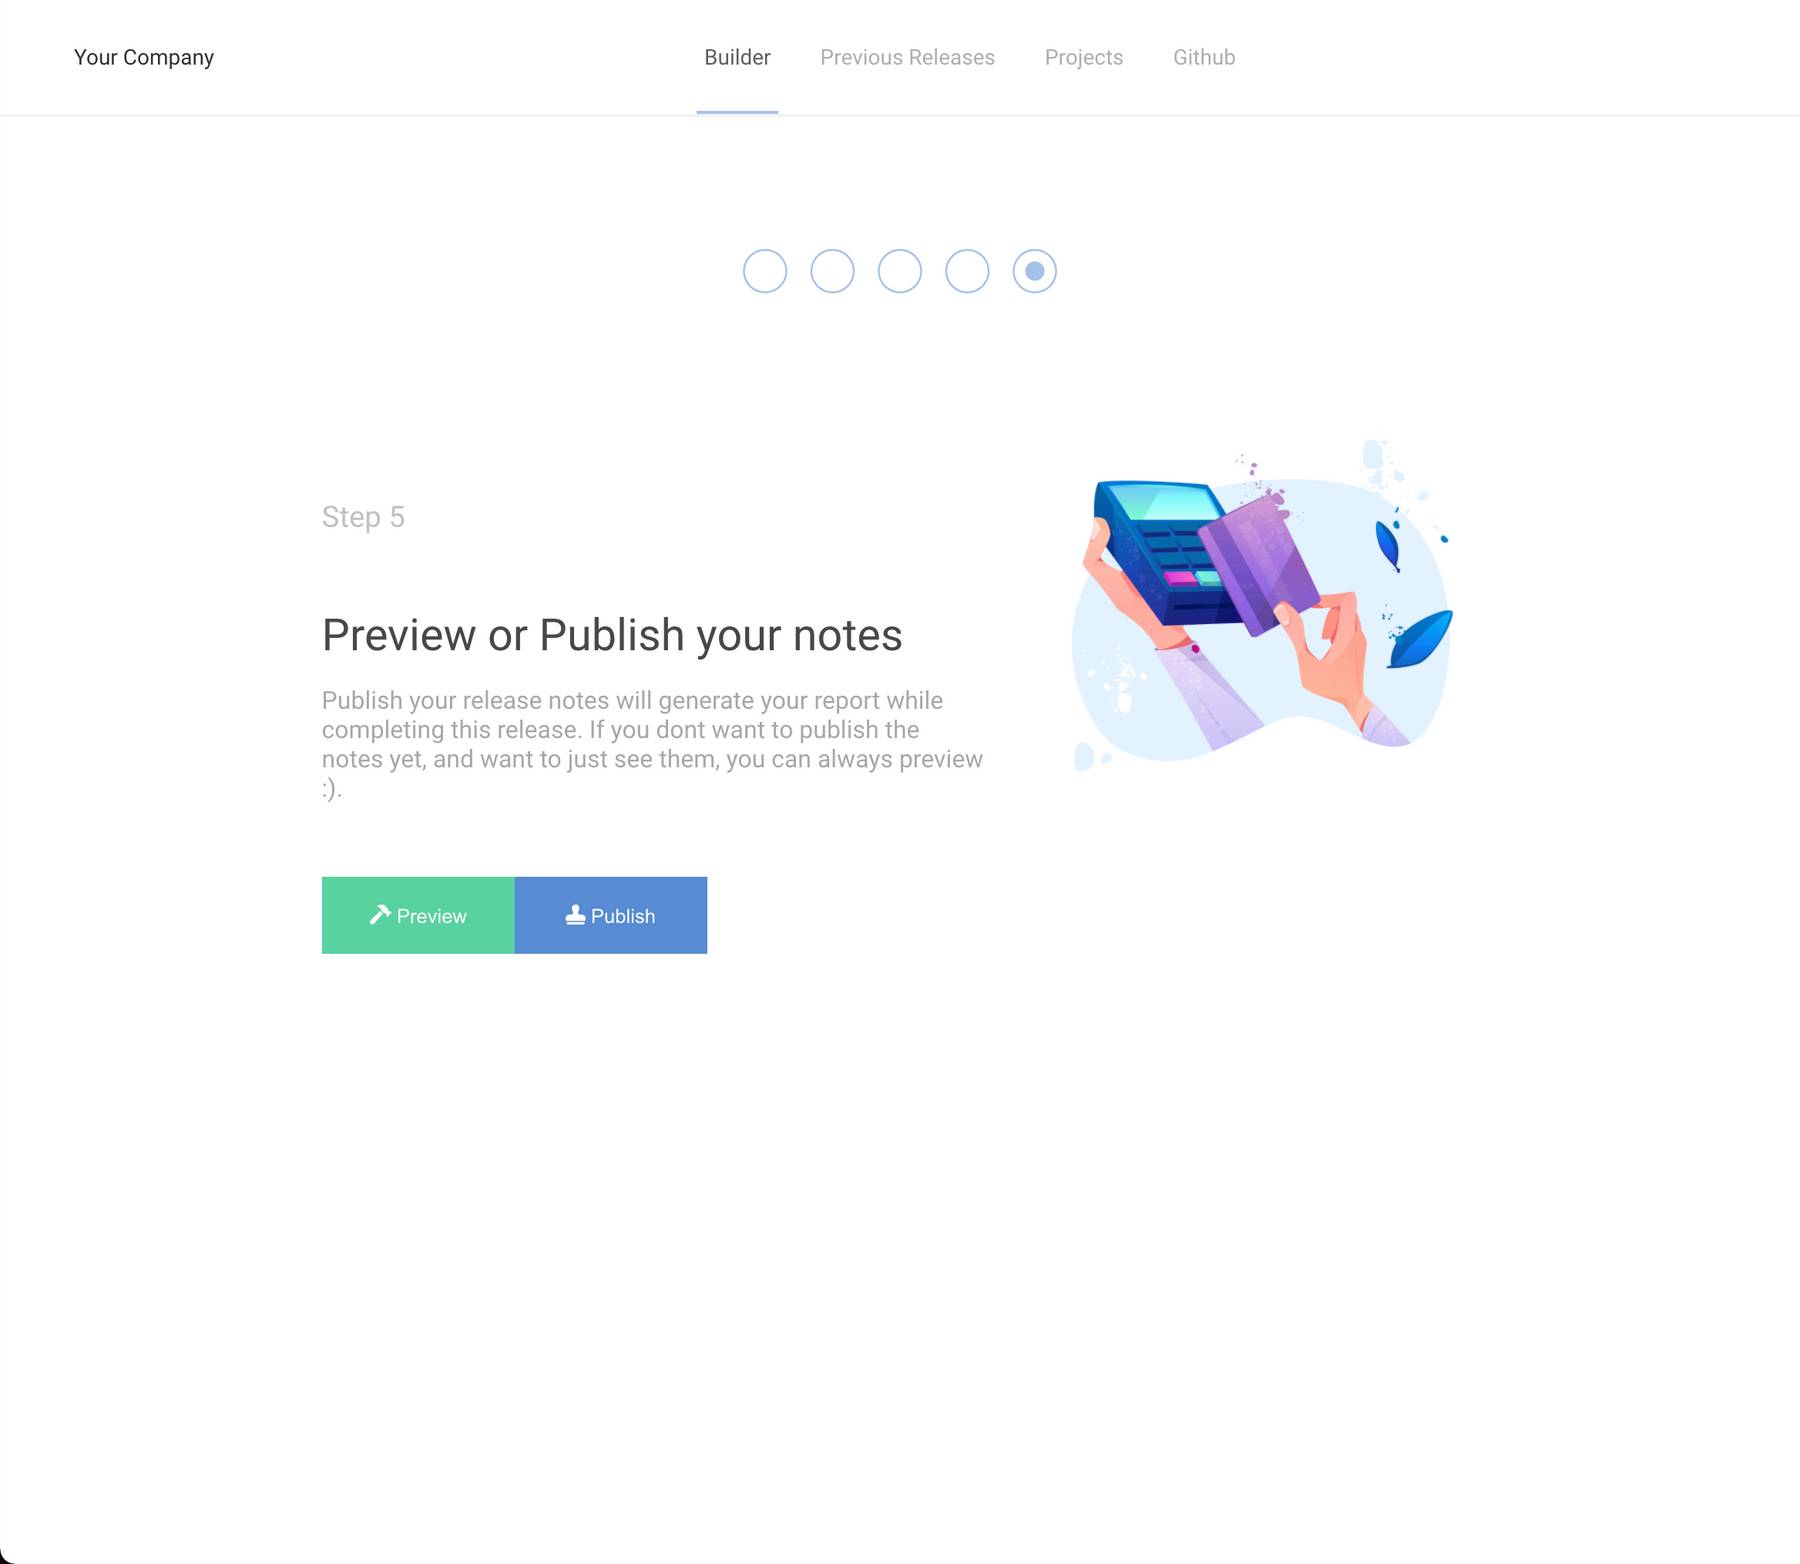 Your Company
Builder
Previous Releases
Projects
Github
Step 5
Preview or Publish your notes
Publish your release notes will generate your report while
completing this release. If you dont want to publish the
notes yet, and want to just see them, you can always preview
:).
Preview
Publish